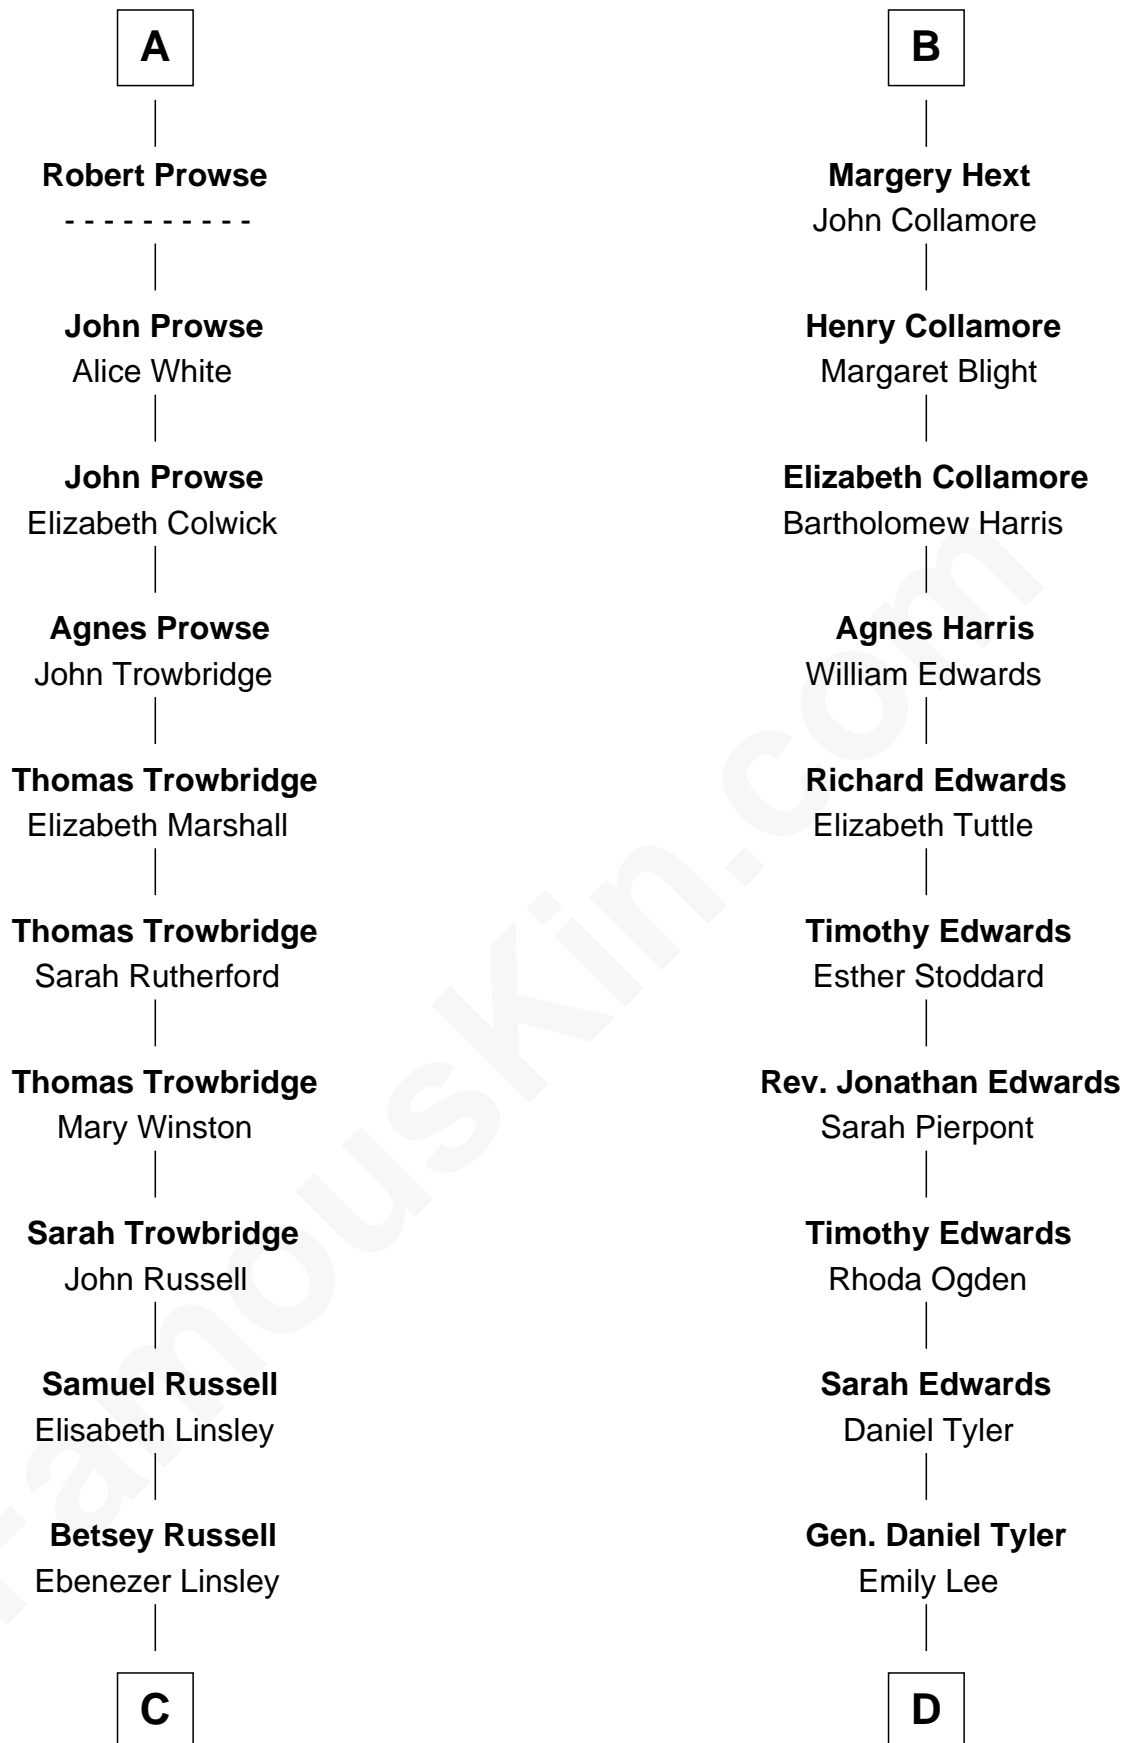 A
Robert Prowse
- - - - - - - - - -
John Prowse
Alice White
John Prowse
Elizabeth Colwick
Agnes Prowse
John Trowbridge
Thomas Trowbridge
Elizabeth Marshall
Thomas Trowbridge
Sarah Rutherford
Thomas Trowbridge
Mary Winston
Sarah Trowbridge
John Russell
Samuel Russell
Elisabeth Linsley
Betsey Russell
Ebenezer Linsley
C
B
Margery Hext
John Collamore
Henry Collamore
Margaret Blight
Elizabeth Collamore
Bartholomew Harris
Agnes Harris
William Edwards
Richard Edwards
Elizabeth Tuttle
Timothy Edwards
Esther Stoddard
Rev. Jonathan Edwards
Sarah Pierpont
Timothy Edwards
Rhoda Ogden
Sarah Edwards
Daniel Tyler
Gen. Daniel Tyler
Emily Lee
D
FamousKin.com